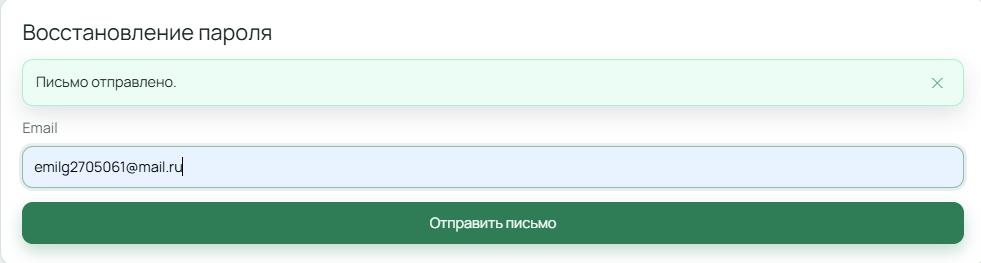 Восстановление пароля
Письмо отправлено.
Email
emilg2705061@mail.ru
Отправить письмо